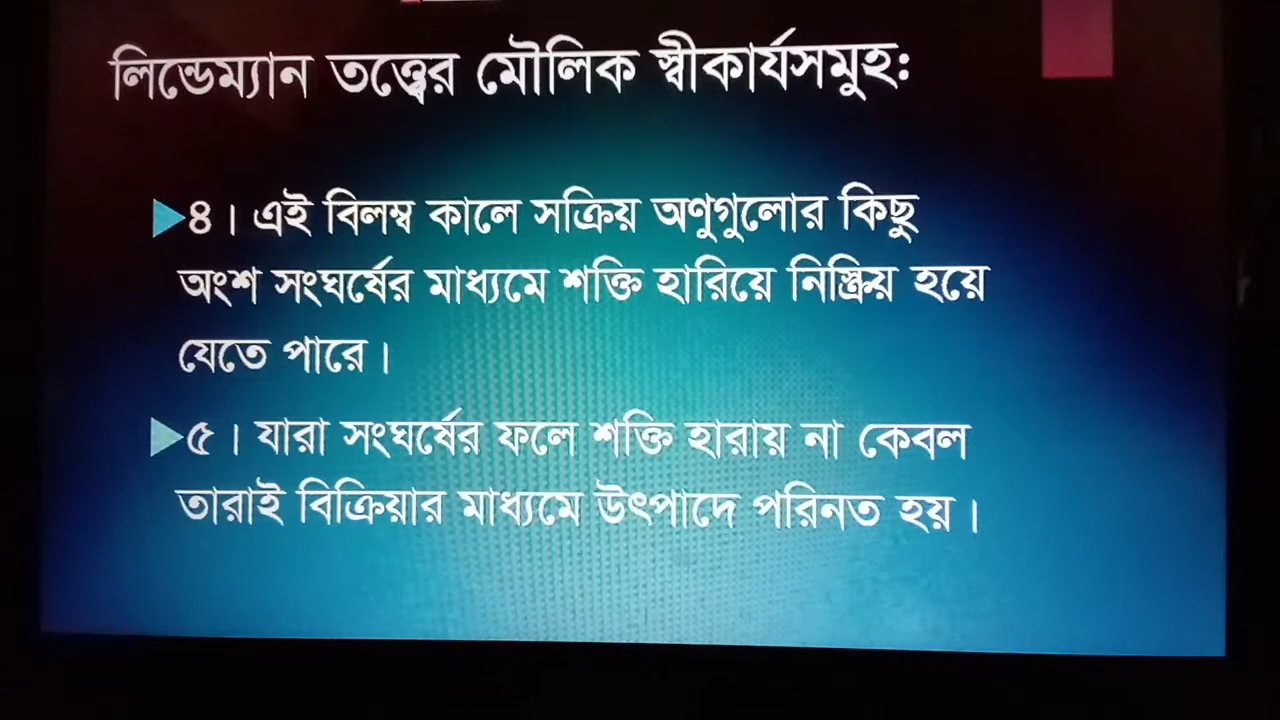 লিন্ডেম্যান তত্ত্বের মৌলিক স্বীকার্যসমুহঃ
৪। এই বিলম্ব কালে সক্রিয় অণুগুলোর কিছু
অংশ সংঘর্ষের মাধ্যমে শক্তি হারিয়ে নিস্ক্রিয় হয়ে
যেতে পারে।
৫। যারা সংঘর্ষের ফলে শক্তি হারায় না কেবল
তারাই বিক্রিয়ার মাধ্যমে উৎপাদে পরিনত হয়।